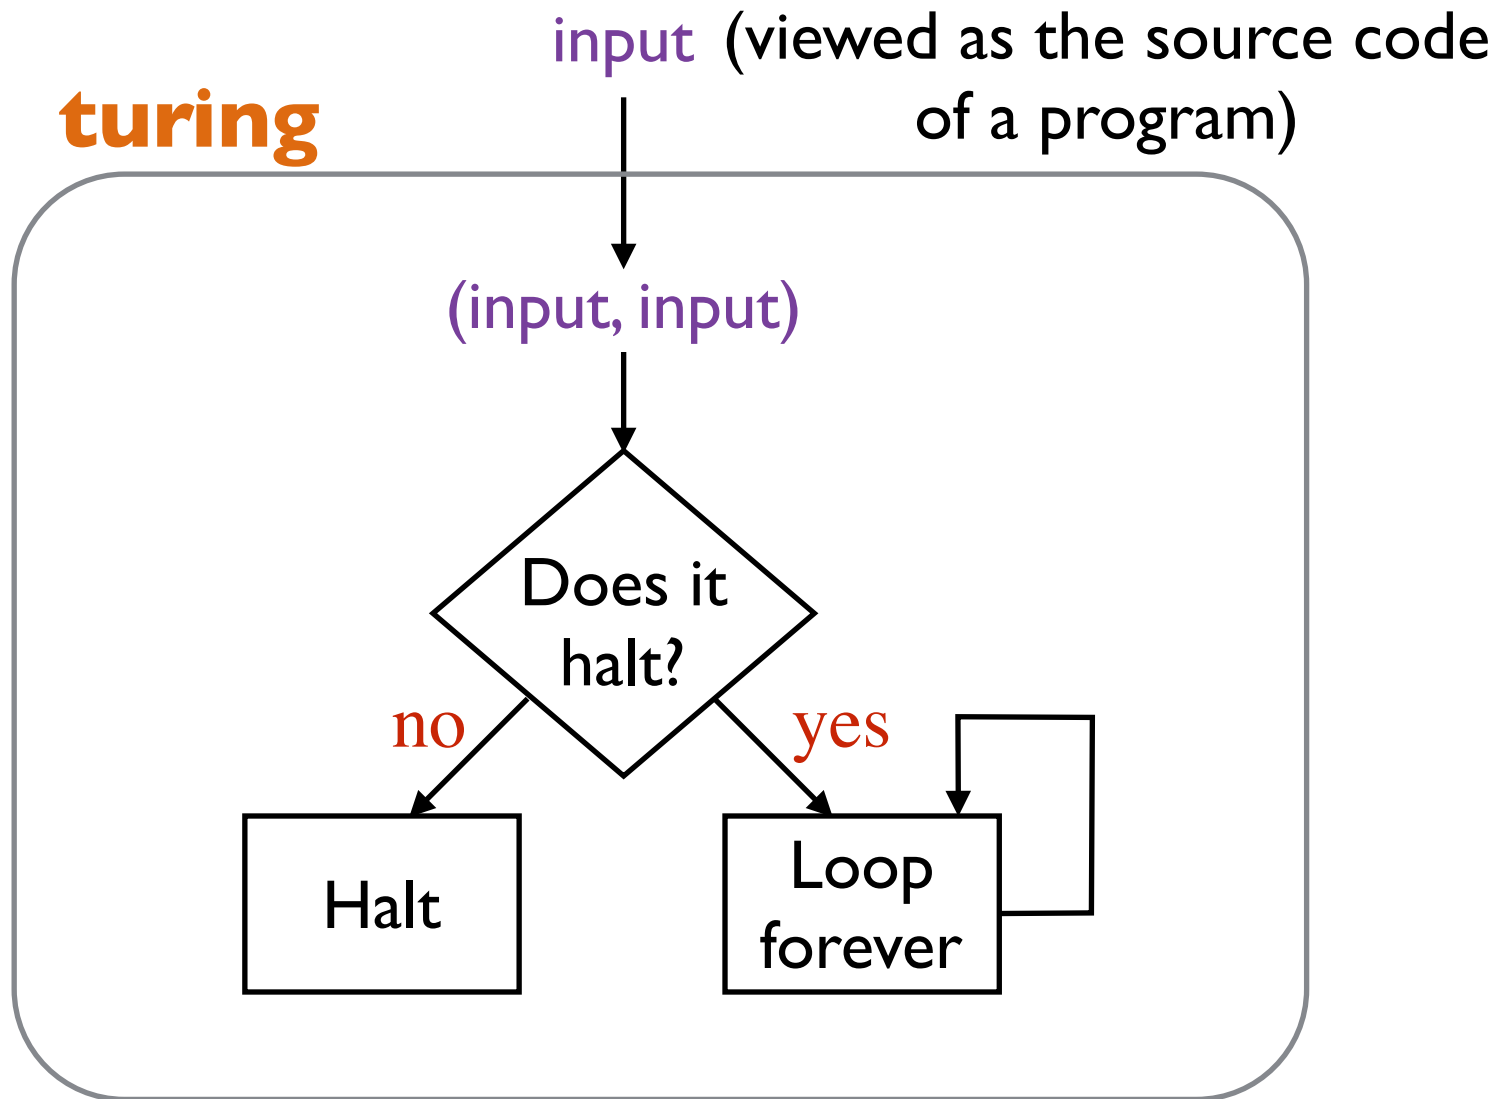 input (viewed as the source code
of a program)
turing
(input, input)
Does it
halt?
no
yes
Halt
Loop
forever